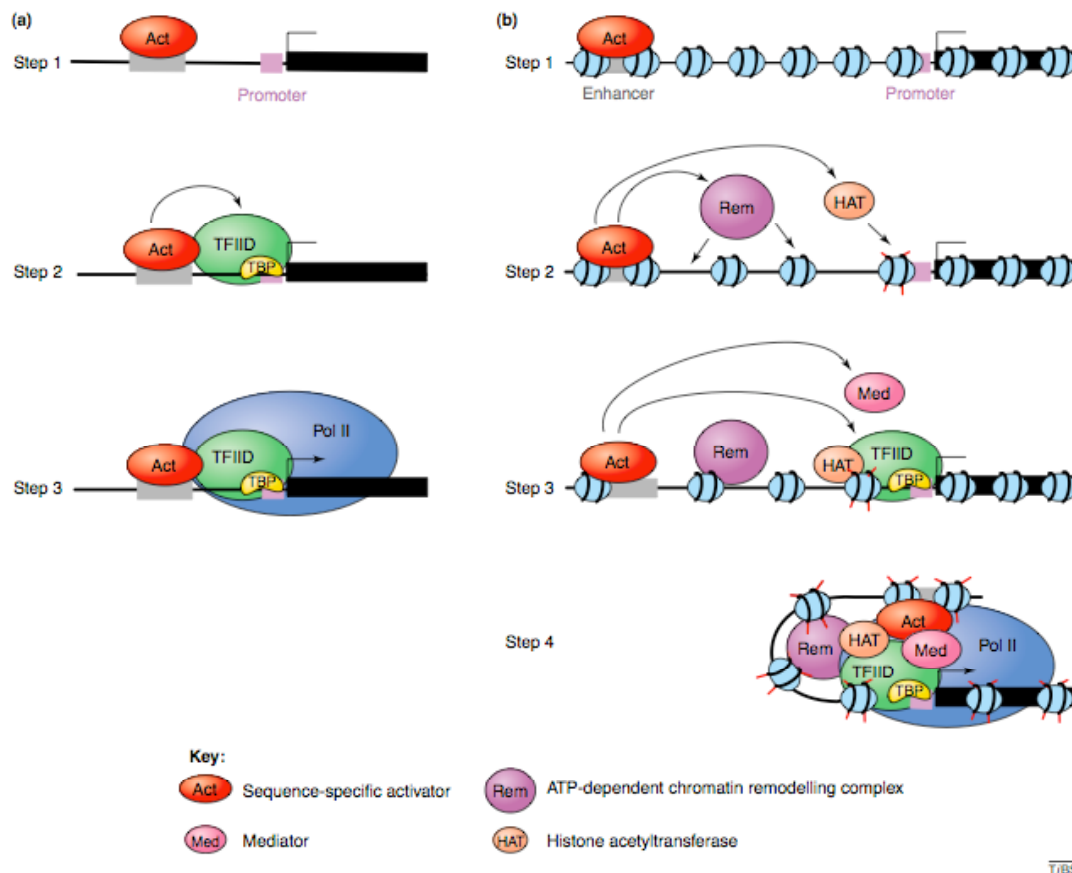 (a)
Step 1
Act
Promoter
Step 2
Act
TFIID
TBP
Step 3
Act
TFIID
TBP
Pol II
(b)
Step 1
Act
Enhancer
Promoter
Step 2
Act
Rem
HAT
Step 3
Act
Rem
Med
HAT
TFIID
TBP
Step 4
Rem
HAT
Act
Med
TFIID
TBP
Pol II
Key:
Act Sequence-specific activator
Rem ATP-dependent chromatin remodelling complex
Med Mediator
HAT Histone acetyltransferase
TiBS